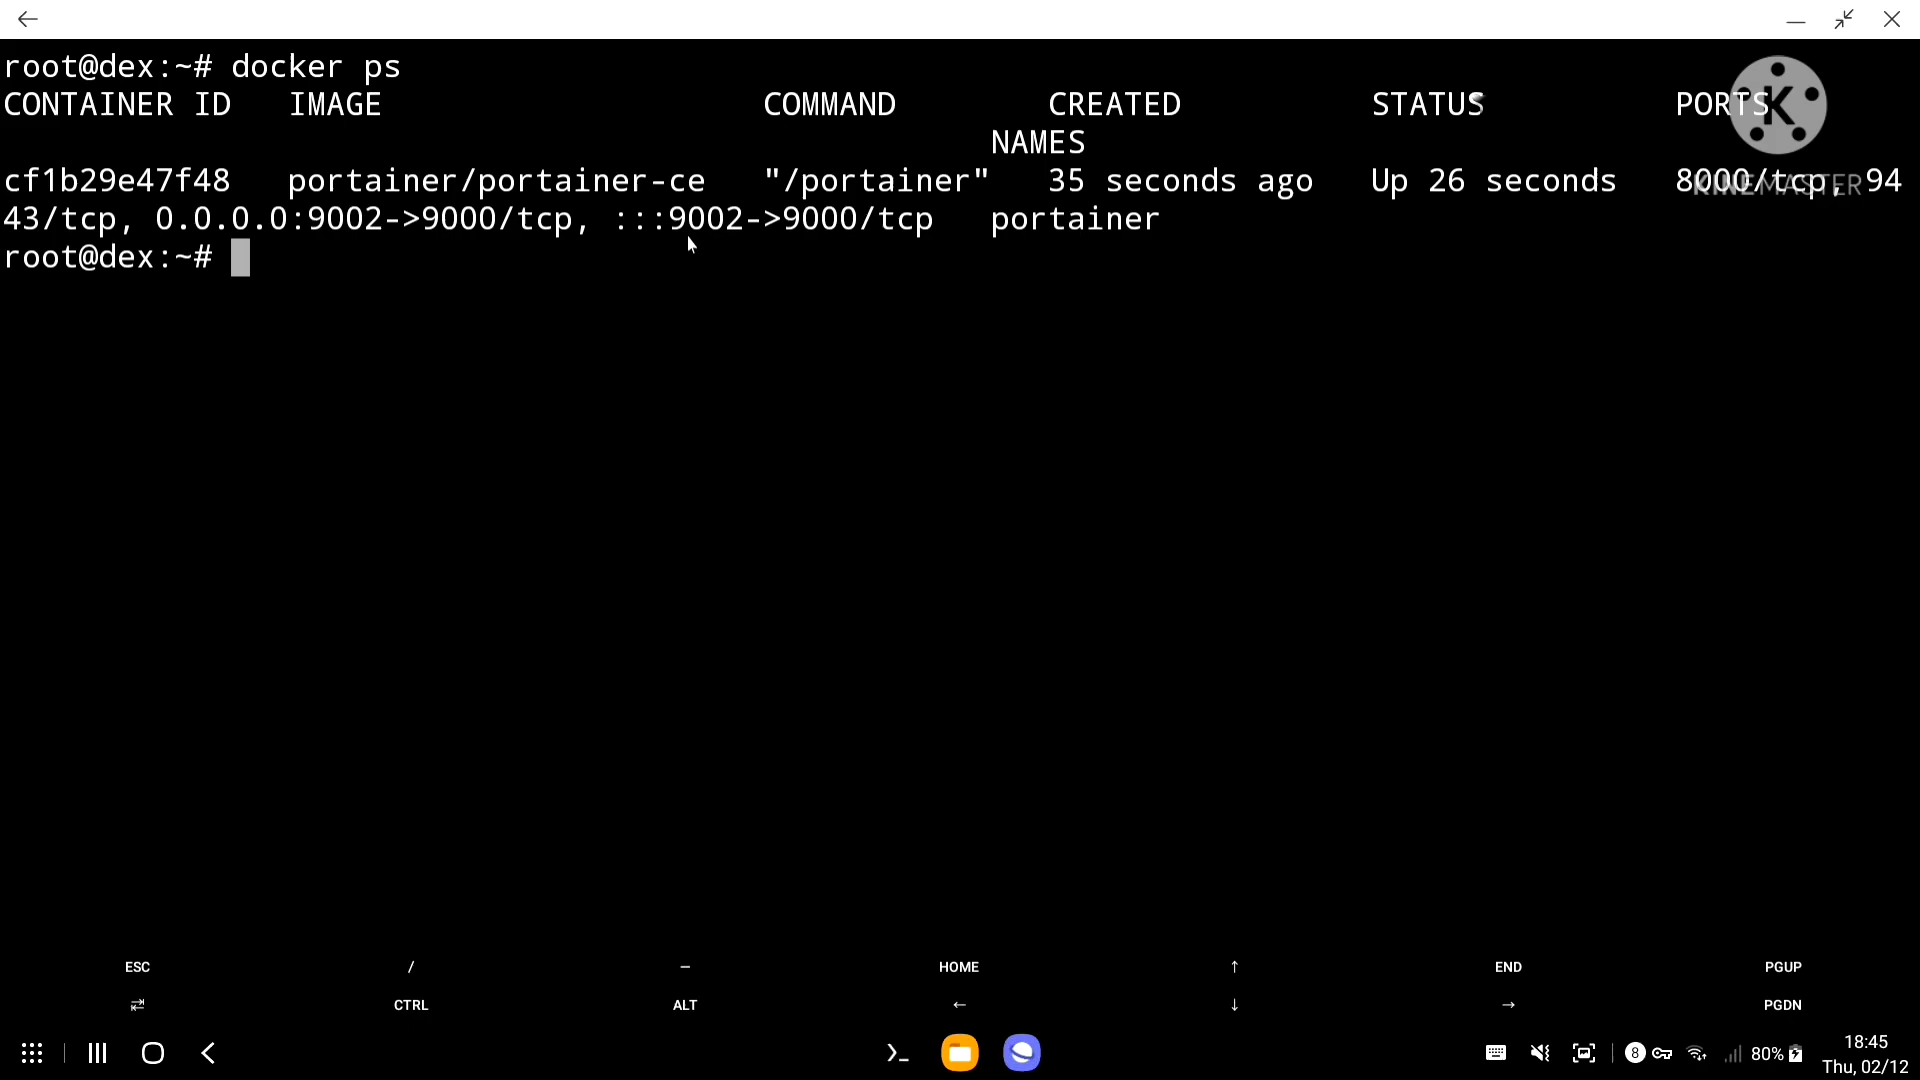 root@dex:~# docker ps
CONTAINER ID   IMAGE                    COMMAND        CREATED          STATUS          PORTS
NAMES
cf1b29e47f48   portainer/portainer-ce   "/portainer"   35 seconds ago   Up 26 seconds   8000/tcp, 94
43/tcp, 0.0.0.0:9002->9000/tcp, :::9002->9000/tcp   portainer
root@dex:~#
K
KINEMASTER
ESC / – HOME ↑ END PGUP
⇄ CTRL ALT ← ↓ → PGDN
8 80% 18:45
Thu, 02/12